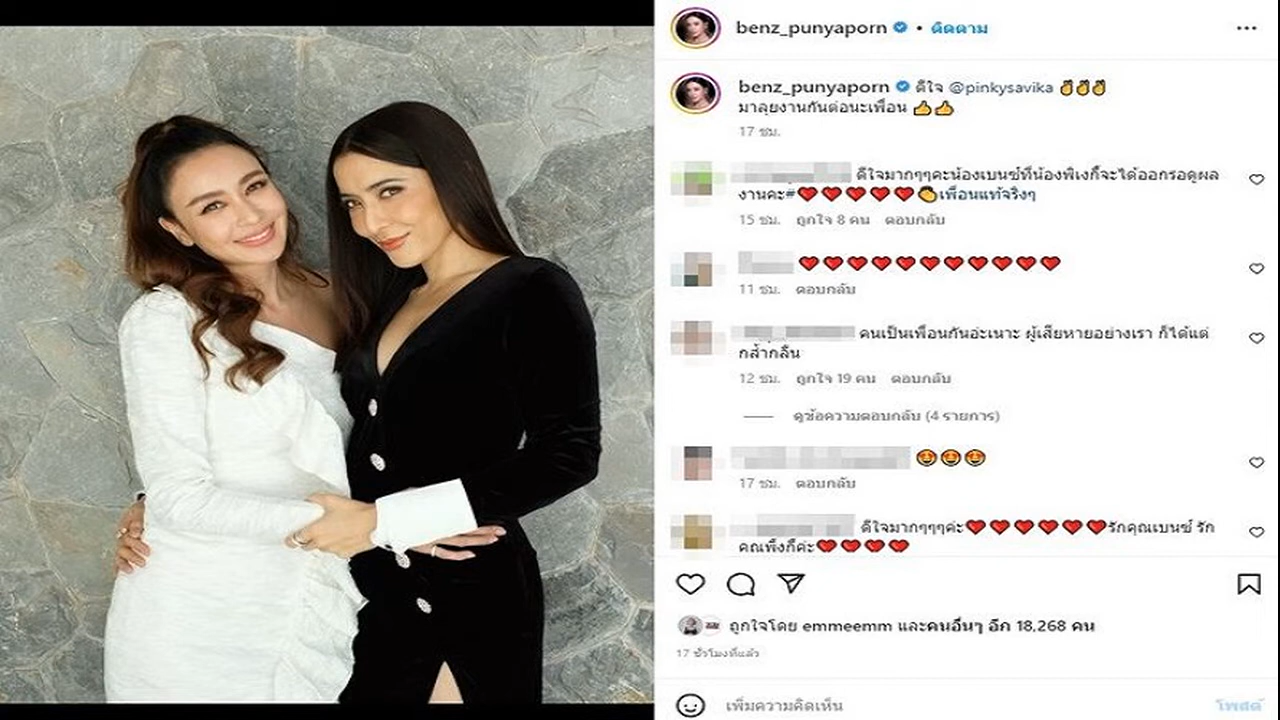 benz_punyaporn • ติดตาม
benz_punyaporn ดีใจ @pinkysavika ✌✌✌
มาลุยงานกันต่อนะเพื่อน 👍👍
17 ชม.
ดีใจมากๆๆคะน้องเบนซ์ที่น้องพิ้งกี้จะได้ออกรอดูผล
งานคะ#❤❤❤❤❤👏เพื่อนแท้จริงๆ
15 ชม. ถูกใจ 8 คน ตอบกลับ
❤❤❤❤❤❤❤❤❤❤❤
11 ชม. ตอบกลับ
คนเป็นเพื่อนกันอ่ะเนาะ ผู้เสียหายอย่างเรา ก็ได้แต่
กล้ำกลืน
12 ชม. ถูกใจ 19 คน ตอบกลับ
ดูข้อความตอบกลับ (4 รายการ)
🤩🤩🤩
17 ชม. ตอบกลับ
ดีใจมากๆๆๆค่ะ❤❤❤❤❤❤รักคุณเบนซ์ รัก
คุณพิ้งกี้ค่ะ❤❤❤❤
ถูกใจโดย emmeemm และคนอื่นๆ อีก 18,268 คน
17 ชั่วโมงที่แล้ว
เพิ่มความคิดเห็น
โพสต์